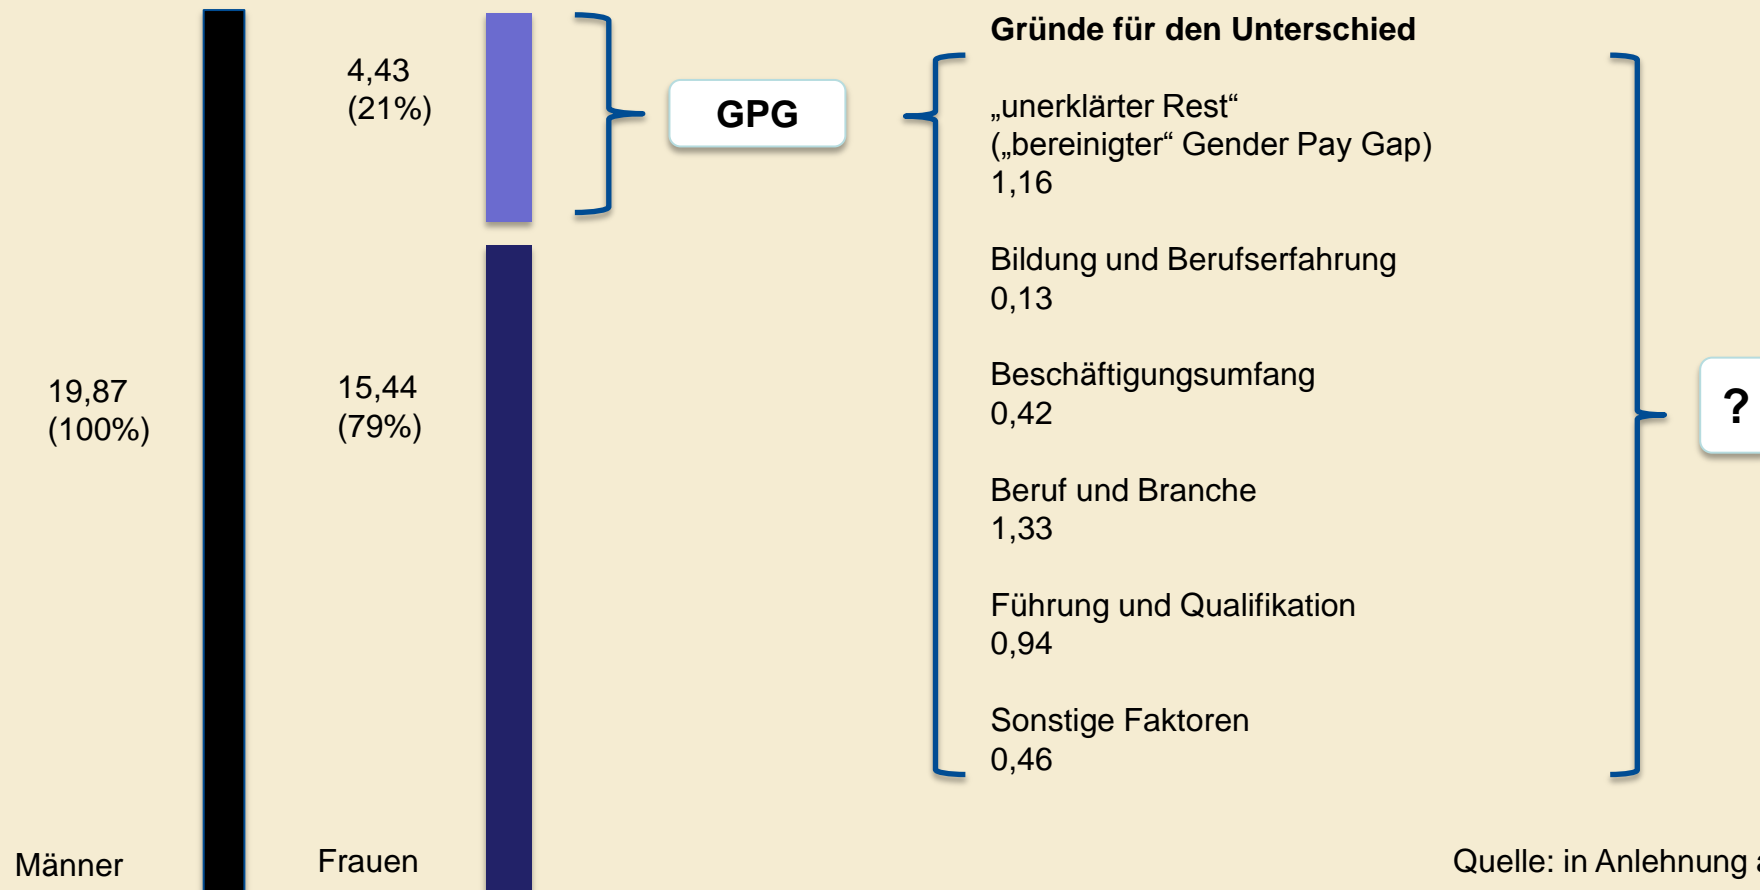 Gründe für den Unterschied
4,43
(21%)
GPG
„unerklärter Rest“
(„bereinigter“ Gender Pay Gap)
1,16
Bildung und Berufserfahrung
0,13
19,87
(100%)
15,44
(79%)
Beschäftigungsumfang
0,42
?
Beruf und Branche
1,33
Führung und Qualifikation
0,94
Sonstige Faktoren
0,46
Männer
Frauen
Quelle: in Anlehnung